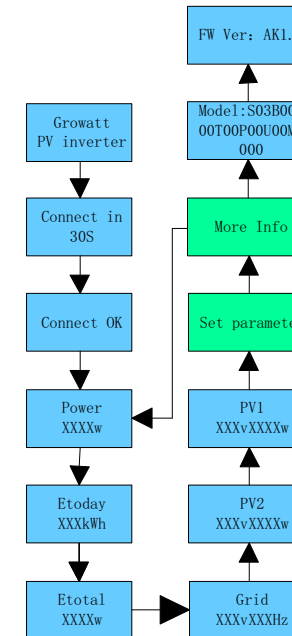 Growatt
PV inverter
Connect in
30S
Connect OK
Power
XXXXw
Etoday
XXXkWh
Etotal
XXXXw
Grid
XXXvXXXHz
PV2
XXXvXXXXw
PV1
XXXvXXXXw
Set paramete
More Info
Model:S03B00
00T00P00U00M
000
FW Ver: AK1.